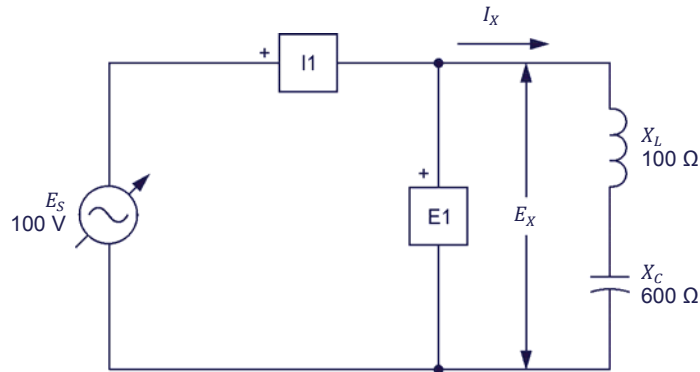 I_X
+
I1
X_L
100 Ω
+
E_S
100 V
E1
E_X
X_C
600 Ω